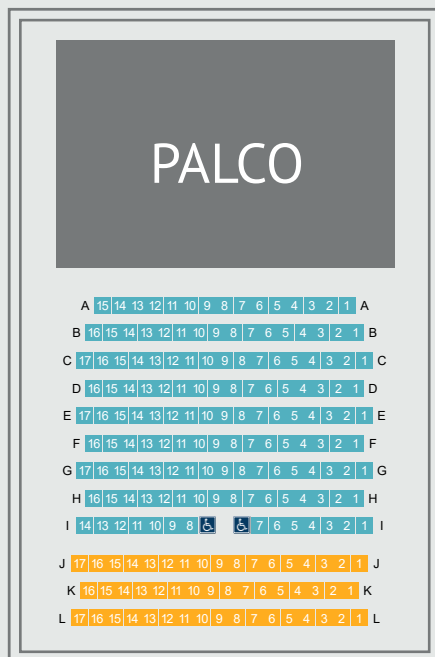 PALCO
A 15 14 13 12 11 10 9 8 7 6 5 4 3 2 1 A
B 16 15 14 13 12 11 10 9 8 7 6 5 4 3 2 1 B
C 17 16 15 14 13 12 11 10 9 8 7 6 5 4 3 2 1 C
D 16 15 14 13 12 11 10 9 8 7 6 5 4 3 2 1 D
E 17 16 15 14 13 12 11 10 9 8 7 6 5 4 3 2 1 E
F 16 15 14 13 12 11 10 9 8 7 6 5 4 3 2 1 F
G 17 16 15 14 13 12 11 10 9 8 7 6 5 4 3 2 1 G
H 16 15 14 13 12 11 10 9 8 7 6 5 4 3 2 1 H
I 14 13 12 11 10 9 8 7 6 5 4 3 2 1 I
J 17 16 15 14 13 12 11 10 9 8 7 6 5 4 3 2 1 J
K 16 15 14 13 12 11 10 9 8 7 6 5 4 3 2 1 K
L 17 16 15 14 13 12 11 10 9 8 7 6 5 4 3 2 1 L